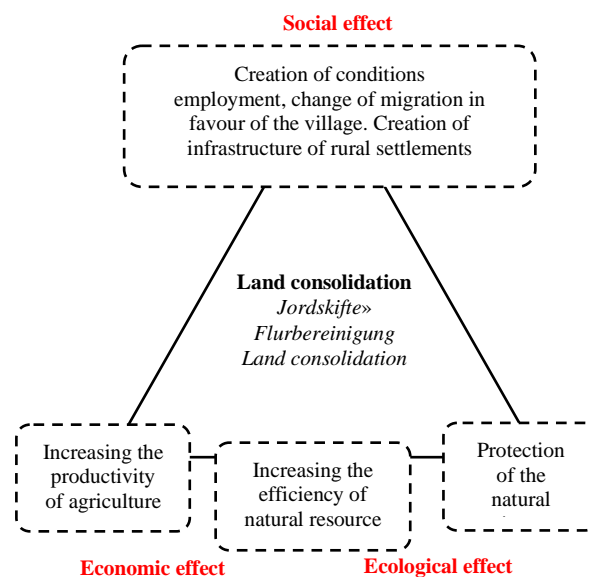 Social effect
Creation of conditions
employment, change of migration in
favour of the village. Creation of
infrastructure of rural settlements
Land consolidation
Jordskifte»
Flurbereinigung
Land consolidation
Increasing the
productivity
of agriculture
Increasing the
efficiency of
natural resource
Protection
of the
natural
Economic effect
Ecological effect